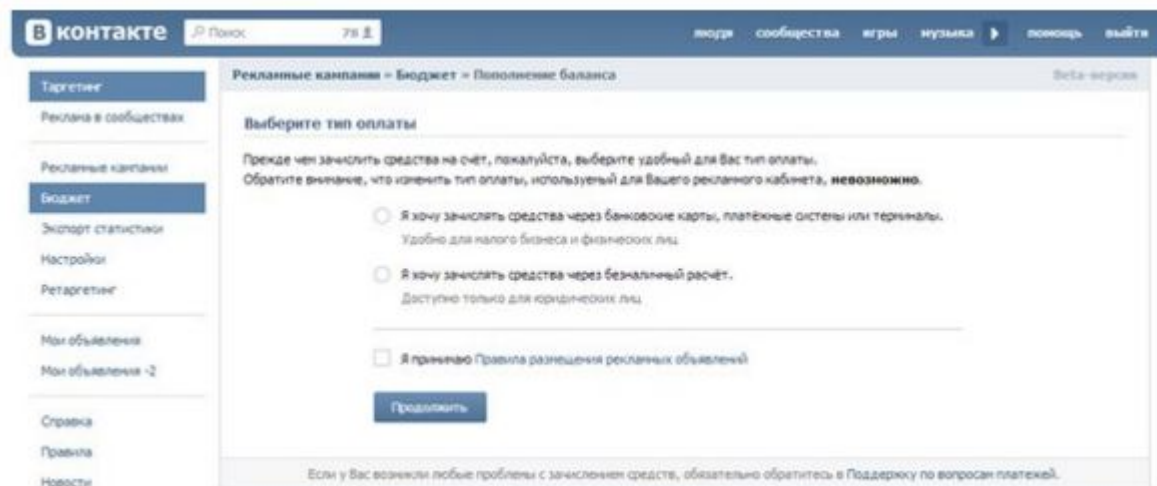 В контакте Поиск 78 люди сообщества игры музыка помощь выйти
Таргетинг
Реклама в сообществах
Рекламные кампании
Бюджет
Экспорт статистики
Настройки
Ретаргетинг
Мои объявления
Мои объявления -2
Справка
Правила
Новости
Рекламные кампании » Бюджет » Пополнение баланса Beta-версия
Выберите тип оплаты
Прежде чем зачислить средства на счёт, пожалуйста, выберите удобный для Вас тип оплаты.
Обратите внимание, что изменить тип оплаты, используемый для Вашего рекламного кабинета, невозможно.
Я хочу зачислять средства через банковские карты, платёжные системы или терминалы.
Удобно для малого бизнеса и физических лиц
Я хочу зачислять средства через безналичный расчёт.
Доступно только для юридических лиц
Я принимаю Правила размещения рекламных объявлений
Продолжить
Если у Вас возникли любые проблемы с зачислением средств, обязательно обратитесь в Поддержку по вопросам платежей.